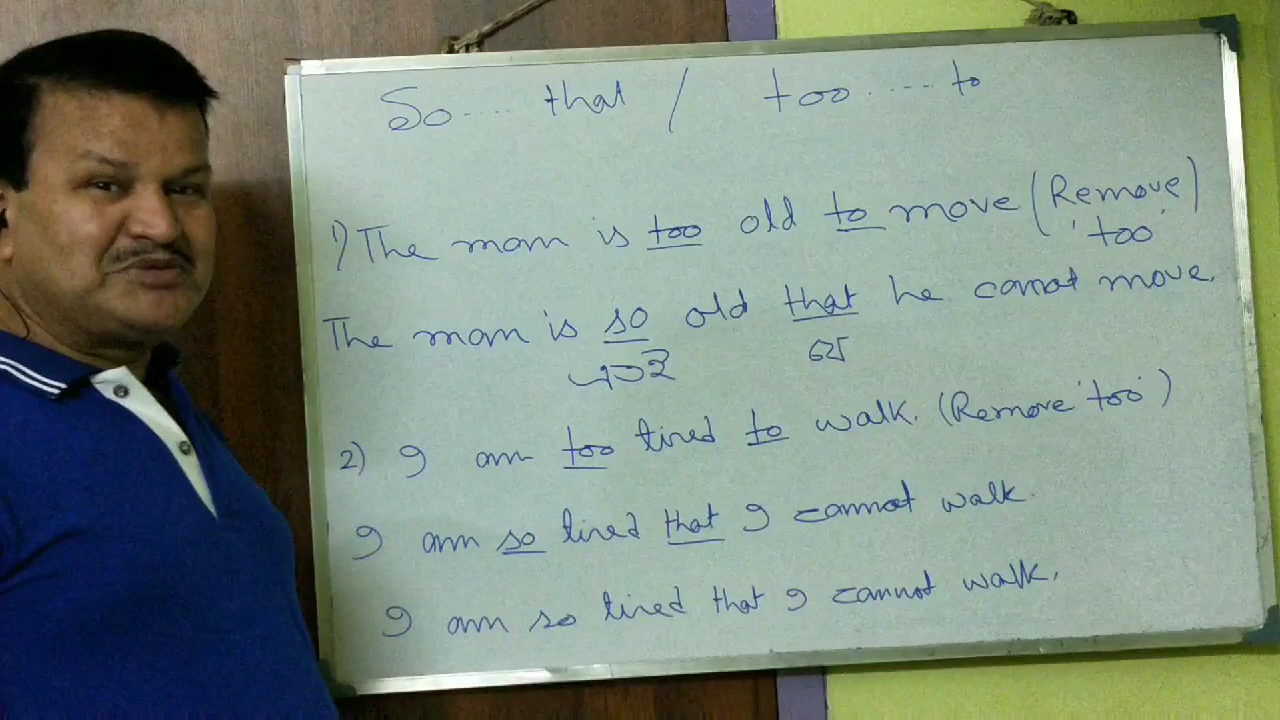 So.... that / too..... to
1) The man is too old to move (Remove 'too')
The man is so old that he cannot move.
2) I am too tired to walk. (Remove 'too')
I am so tired that I cannot walk.
I am so tired that I cannot walk.